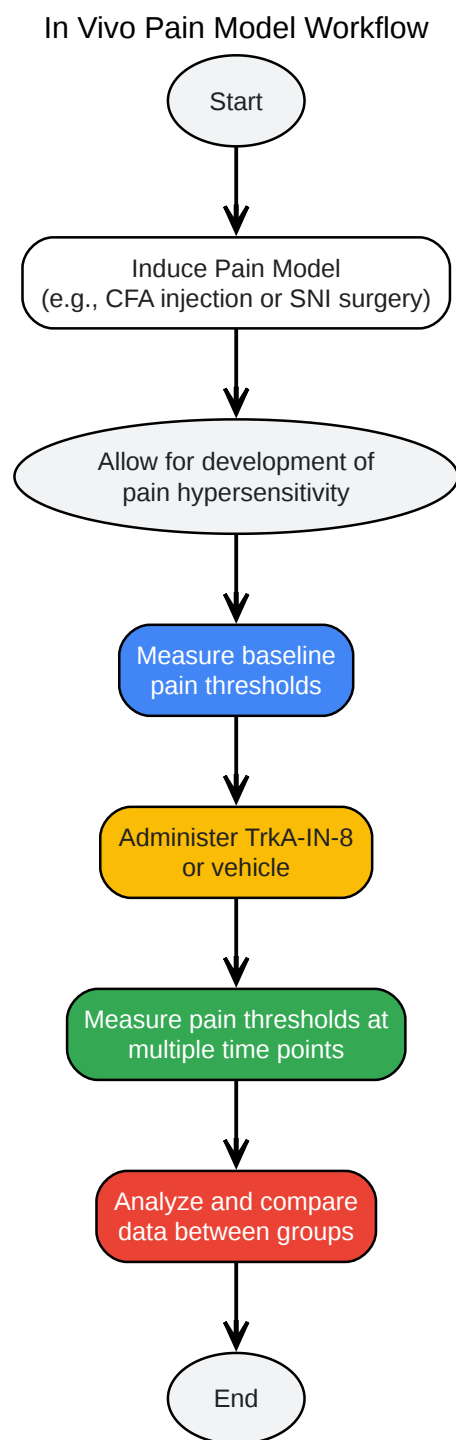 In Vivo Pain Model Workflow
Start
Induce Pain Model
(e.g., CFA injection or SNI surgery)
Allow for development of
pain hypersensitivity
Measure baseline
pain thresholds
Administer TrkA-IN-8
or vehicle
Measure pain thresholds at
multiple time points
Analyze and compare
data between groups
End